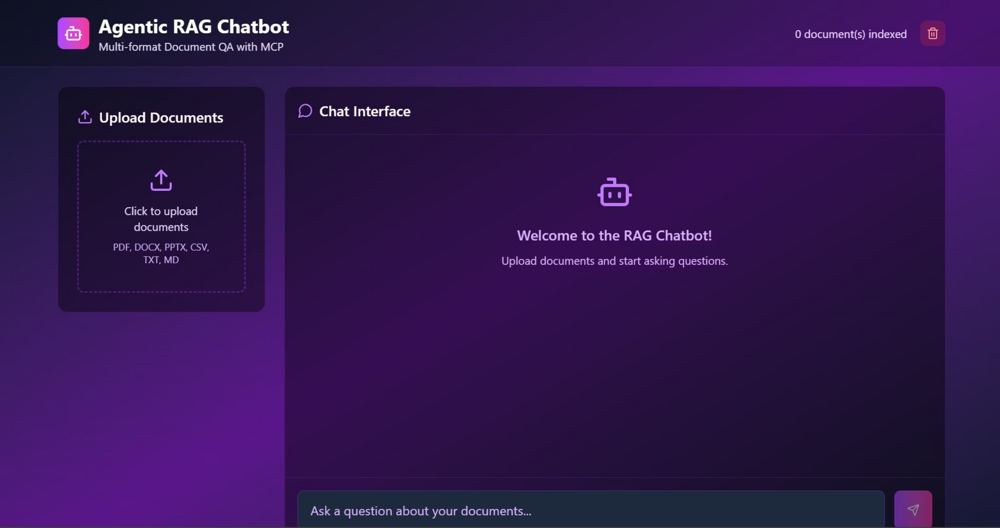 Agentic RAG Chatbot
Multi-format Document QA with MCP
0 document(s) indexed
Upload Documents
Click to upload
documents
PDF, DOCX, PPTX, CSV,
TXT, MD
Chat Interface
Welcome to the RAG Chatbot!
Upload documents and start asking questions.
Ask a question about your documents...